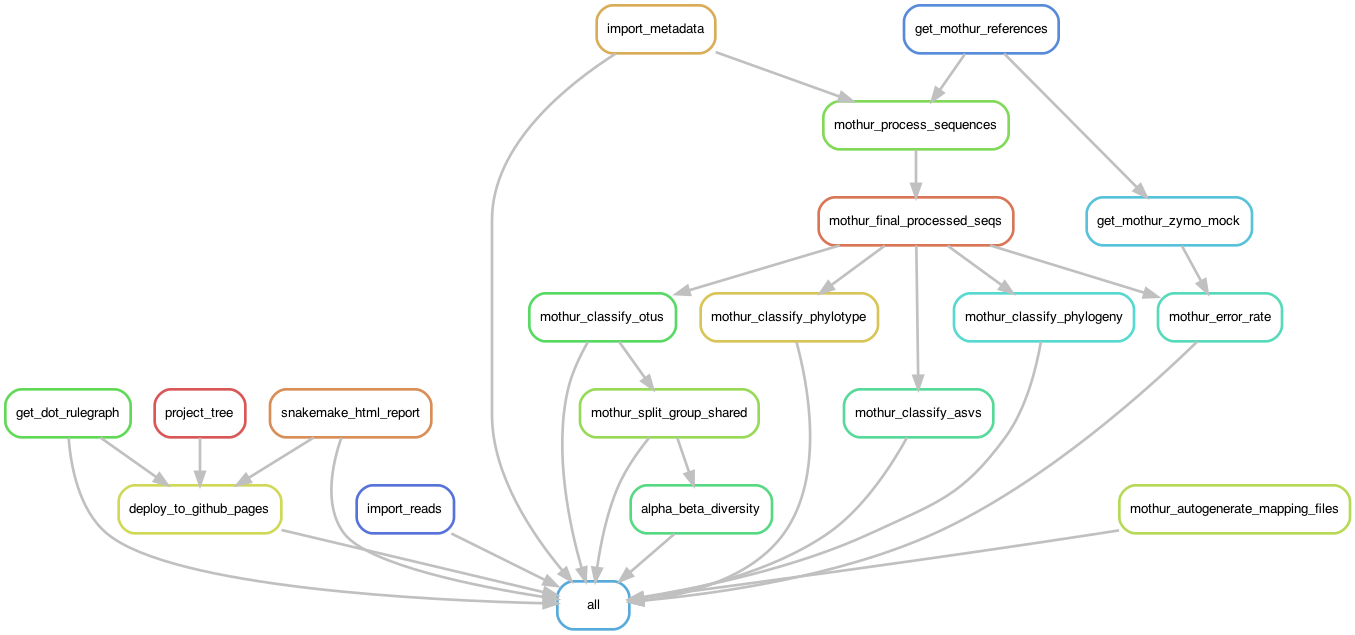 import_metadata
get_mothur_references
mothur_process_sequences
mothur_final_processed_seqs
get_mothur_zymo_mock
mothur_classify_otus
mothur_classify_phylotype
mothur_classify_phylogeny
mothur_error_rate
get_dot_rulegraph
project_tree
snakemake_html_report
mothur_split_group_shared
mothur_classify_asvs
deploy_to_github_pages
import_reads
alpha_beta_diversity
mothur_autogenerate_mapping_files
all